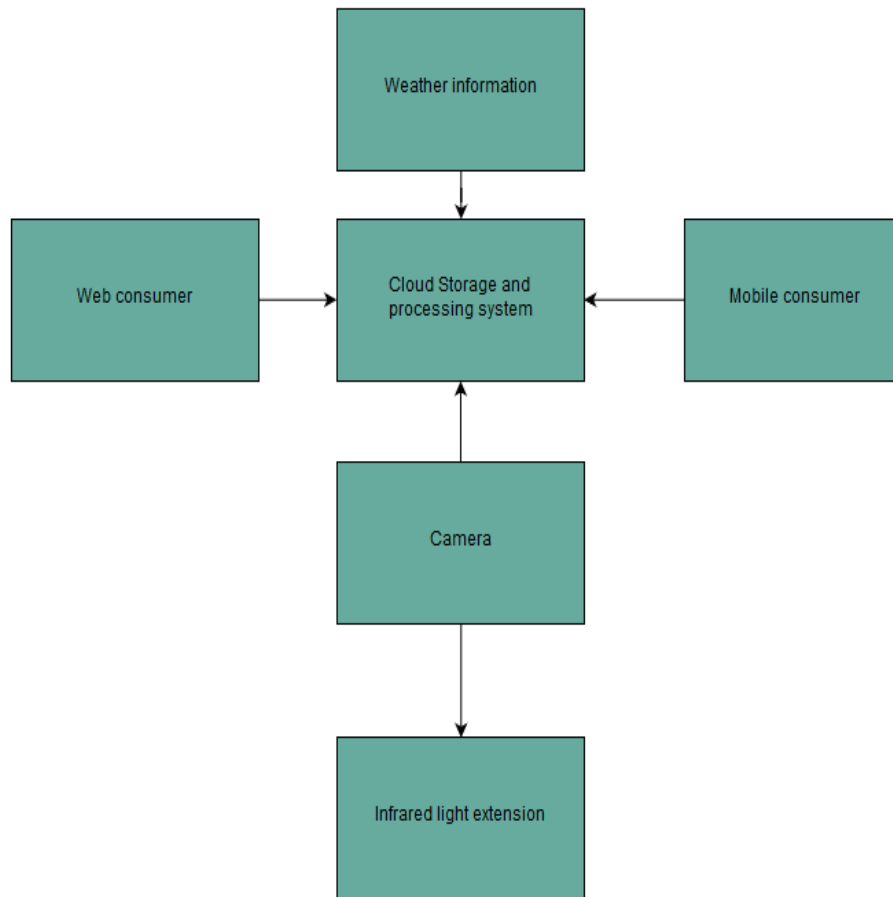 Weather information
Web consumer
Cloud Storage and
processing system
Mobile consumer
Camera
Infrared light extension